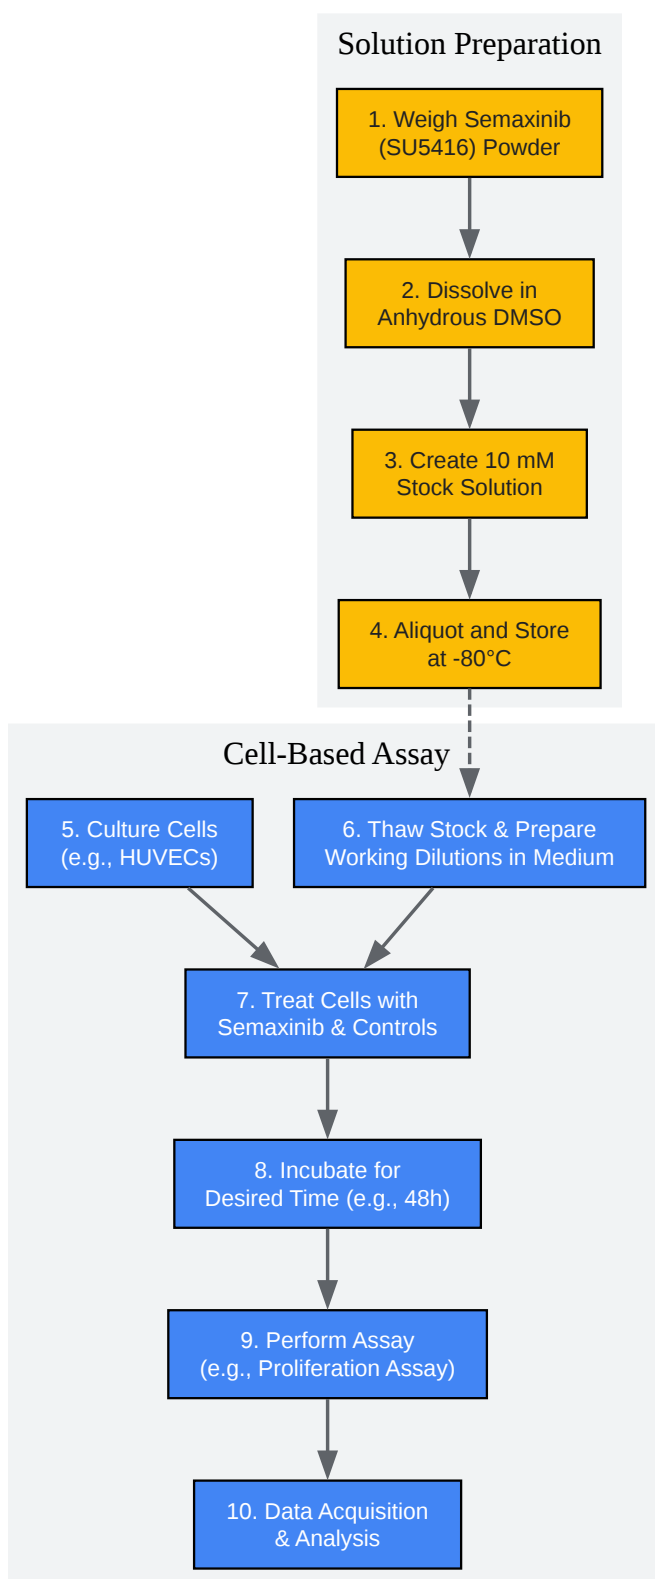 Solution Preparation
1. Weigh Semaxinib
(SU5416) Powder
2. Dissolve in
Anhydrous DMSO
3. Create 10 mM
Stock Solution
4. Aliquot and Store
at -80°C
Cell-Based Assay
5. Culture Cells
(e.g., HUVECs)
6. Thaw Stock & Prepare
Working Dilutions in Medium
7. Treat Cells with
Semaxinib & Controls
8. Incubate for
Desired Time (e.g., 48h)
9. Perform Assay
(e.g., Proliferation Assay)
10. Data Acquisition
& Analysis